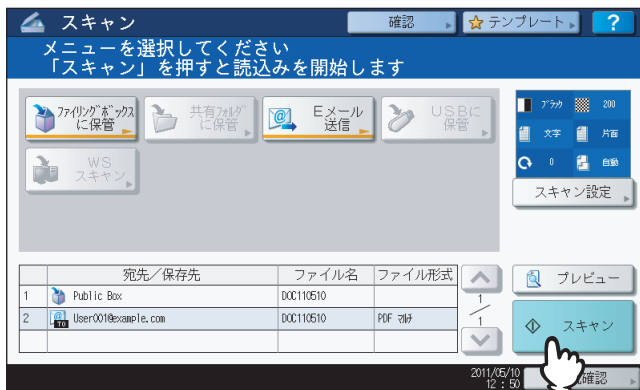 スキャン
確認
テンプレート
?
メニューを選択してください
「スキャン」を押すと読込みを開始します
ファイリングボックス
に保管
共有フォルダ
に保管
Eメール
送信
USBに
保管
WS
スキャン
ブラック
200
文字
片面
0
自動
スキャン設定
宛先/保存先 ファイル名 ファイル形式
1 Public Box DOC110510
2 TO User001@example.com DOC110510 PDF マルチ
1
1
プレビュー
スキャン
2011/05/10
12:50
確認